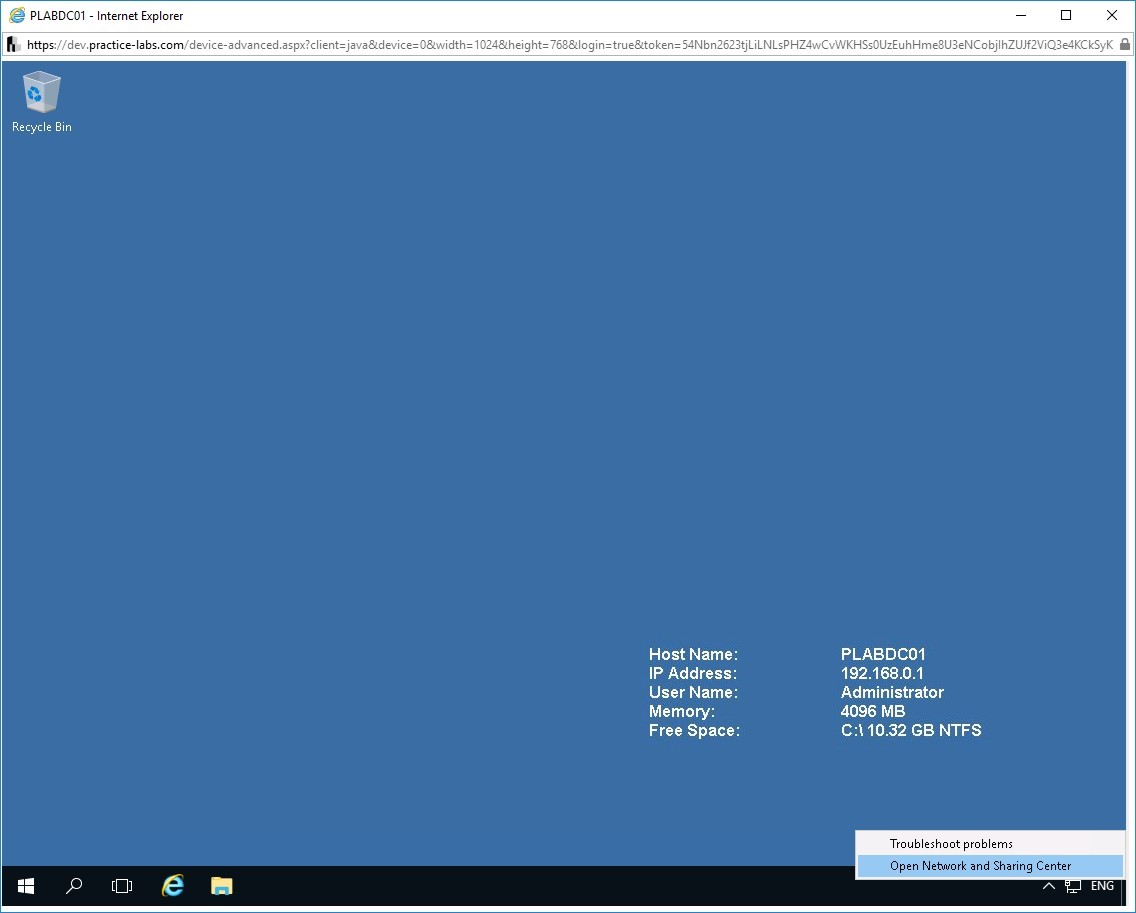 PLABDC01 - Internet Explorer
https://dev.practice-labs.com/device-advanced.aspx?client=java&device=0&width=1024&height=768&login=true&token=54Nbn2623tjLiLNLsPHZ4wCvWKHSs0UzEuhHme8U3eNCobjlhZUJf2ViQ3e4KCkSyK
Recycle Bin
Host Name: PLABDC01
IP Address: 192.168.0.1
User Name: Administrator
Memory: 4096 MB
Free Space: C:\ 10.32 GB NTFS
Troubleshoot problems
Open Network and Sharing Center
ENG